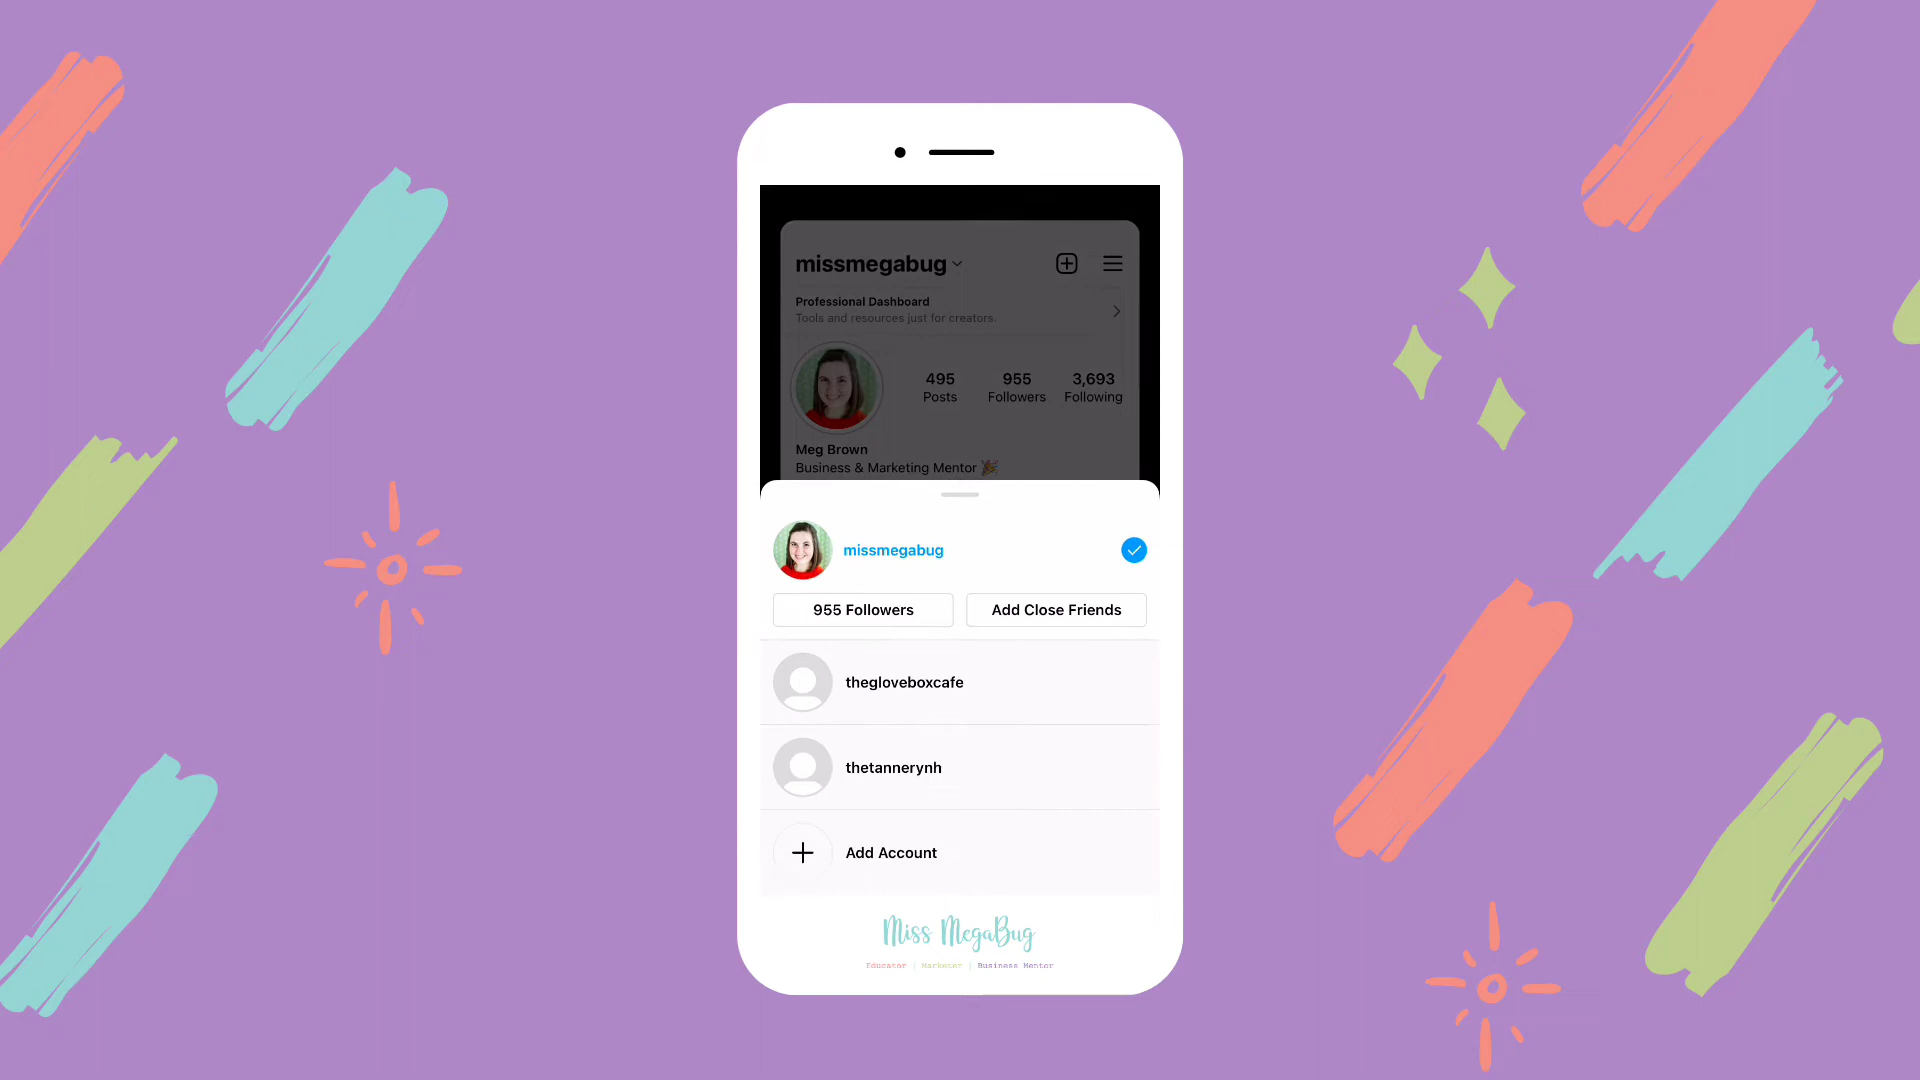 missmegabug
Professional Dashboard
Tools and resources just for creators.
495 955 3,693
Posts Followers Following
Meg Brown
Business & Marketing Mentor 🎉
missmegabug
955 Followers Add Close Friends
thegloveboxcafe
thetannerynh
Add Account
Miss MegaBug
Educator | Marketer | Business Mentor